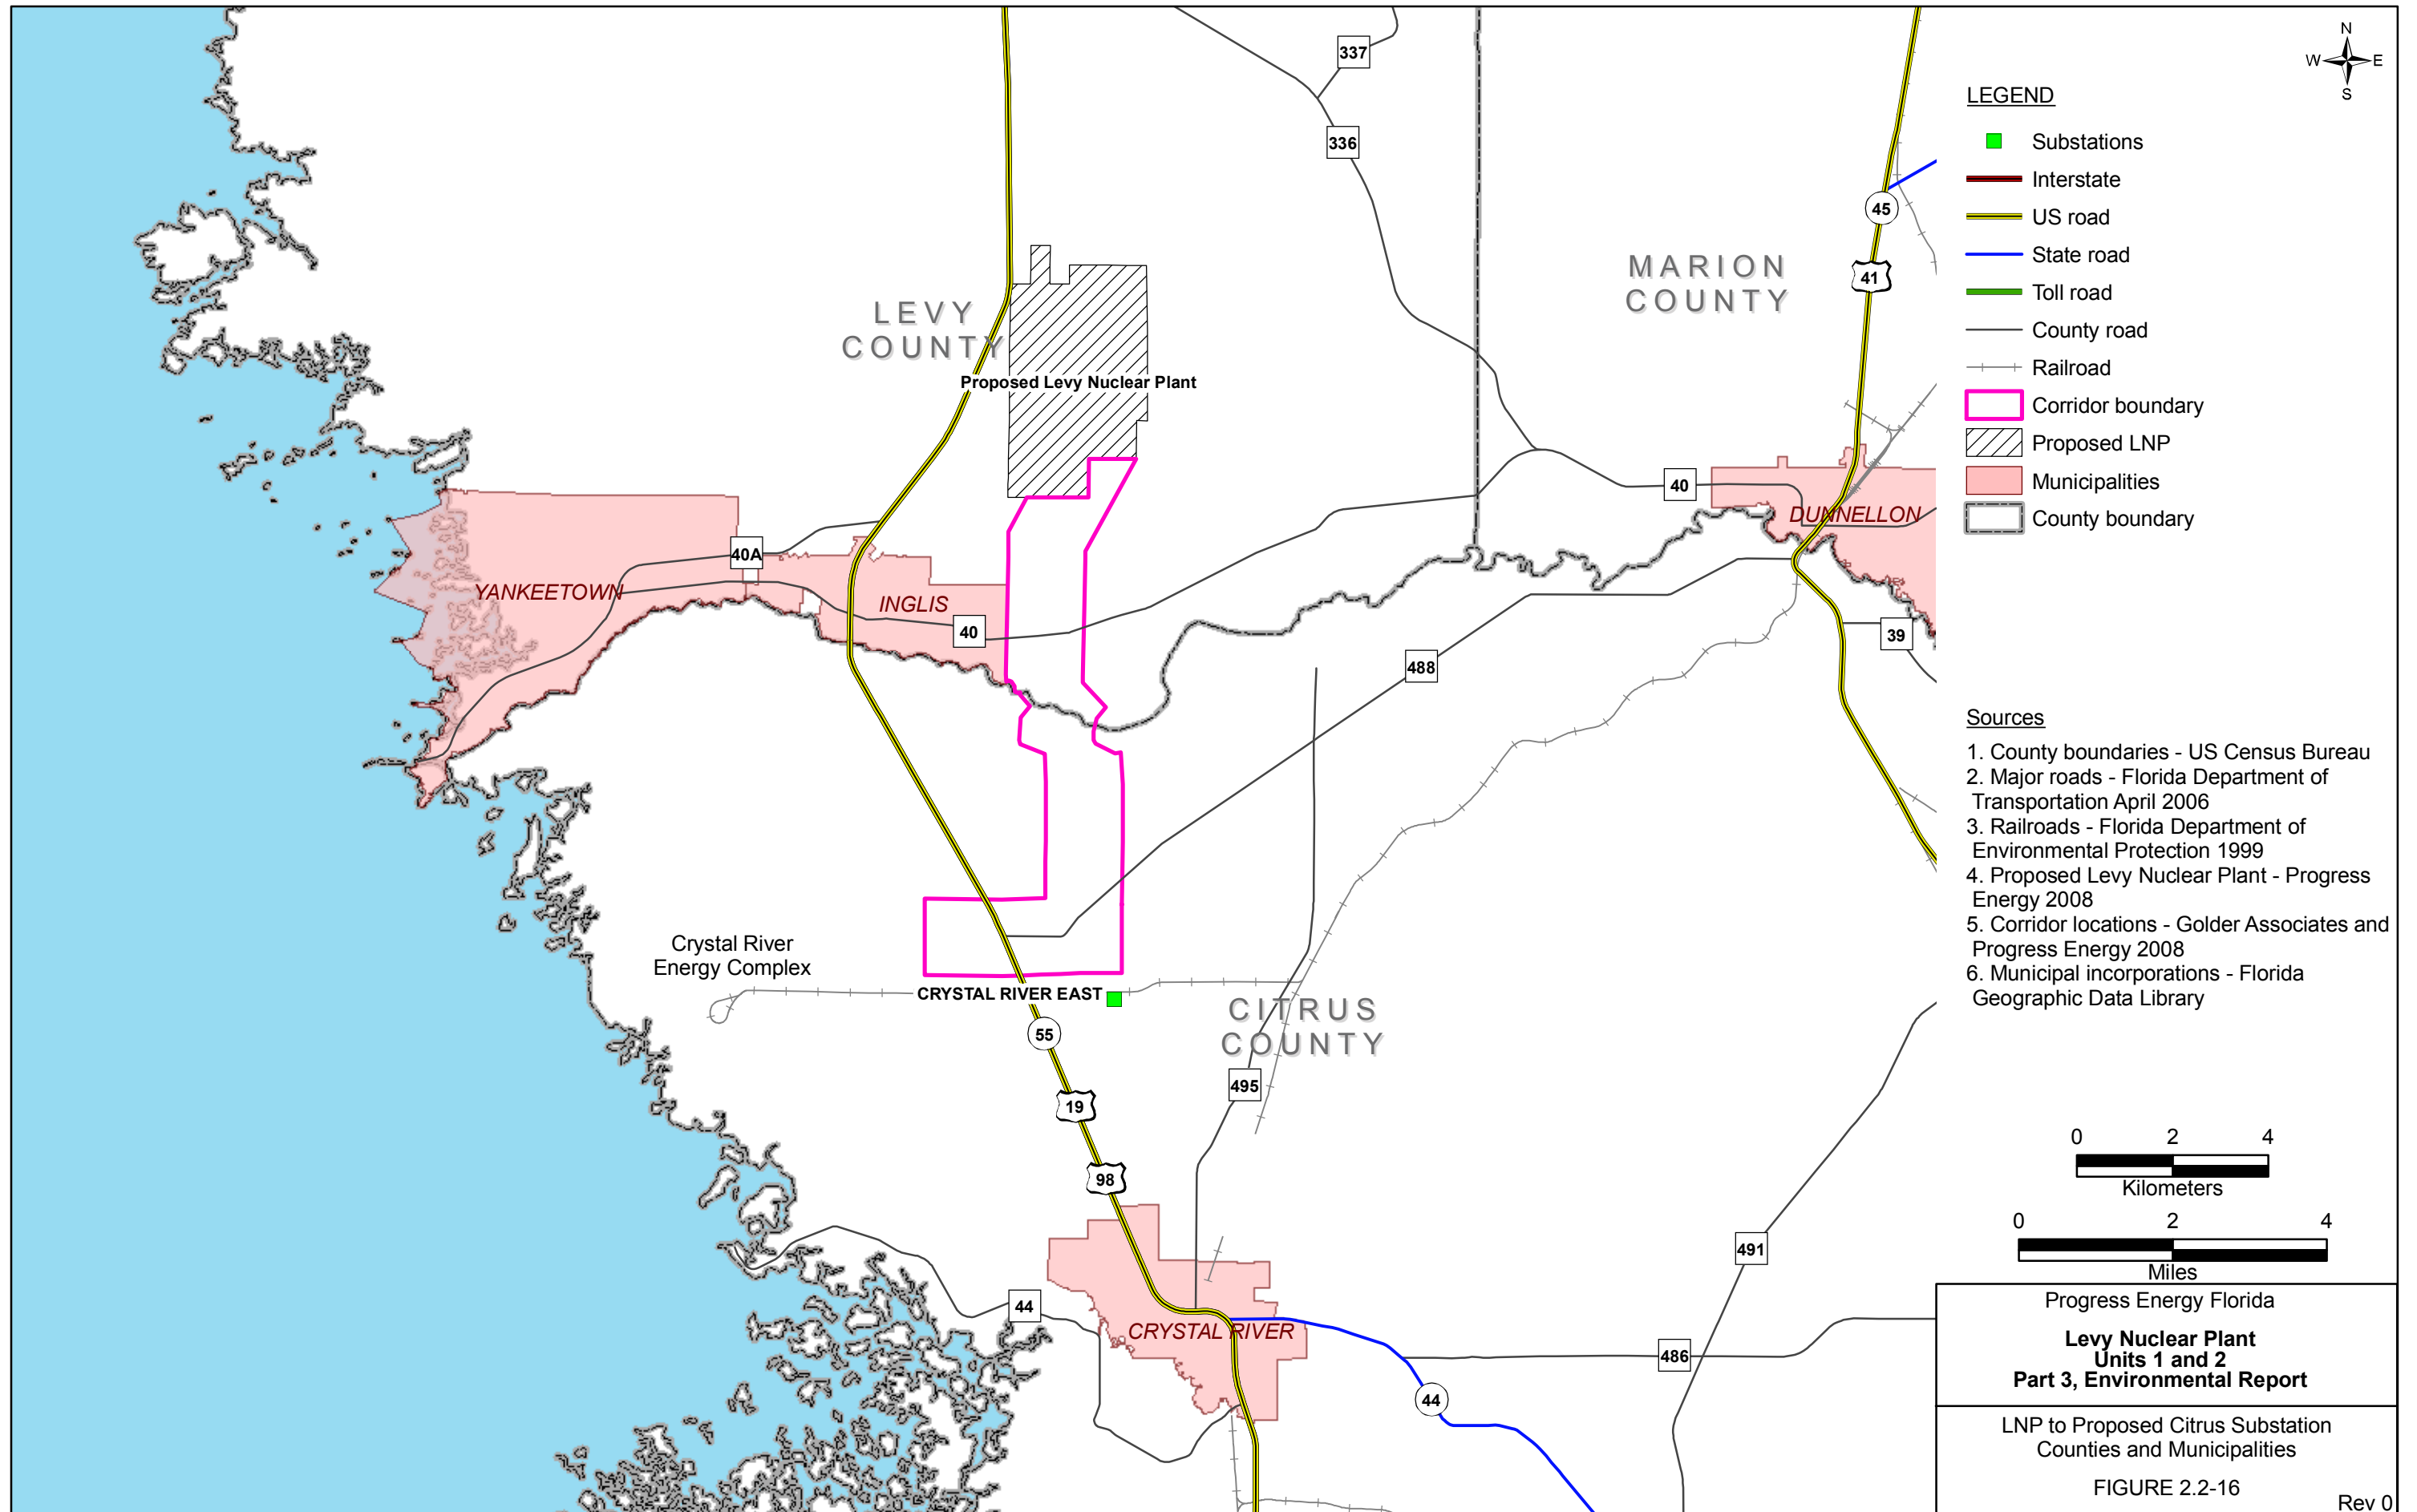 337
336
45
41
LEVY
COUNTY
MARION
COUNTY
Proposed Levy Nuclear Plant
40
DUNNELLON
40A
YANKEETOWN
INGLIS
40
39
488
Crystal River
Energy Complex
CRYSTAL RIVER EAST
CITRUS
COUNTY
55
495
19
98
491
44
CRYSTAL RIVER
486
44
N
W E
S
LEGEND
Substations
Interstate
US road
State road
Toll road
County road
Railroad
Corridor boundary
Proposed LNP
Municipalities
County boundary
Sources
1. County boundaries - US Census Bureau
2. Major roads - Florida Department of
Transportation April 2006
3. Railroads - Florida Department of
Environmental Protection 1999
4. Proposed Levy Nuclear Plant - Progress
Energy 2008
5. Corridor locations - Golder Associates and
Progress Energy 2008
6. Municipal incorporations - Florida
Geographic Data Library
0 2 4
Kilometers
0 2 4
Miles
Progress Energy Florida
Levy Nuclear Plant
Units 1 and 2
Part 3, Environmental Report
LNP to Proposed Citrus Substation
Counties and Municipalities
FIGURE 2.2-16
Rev 0